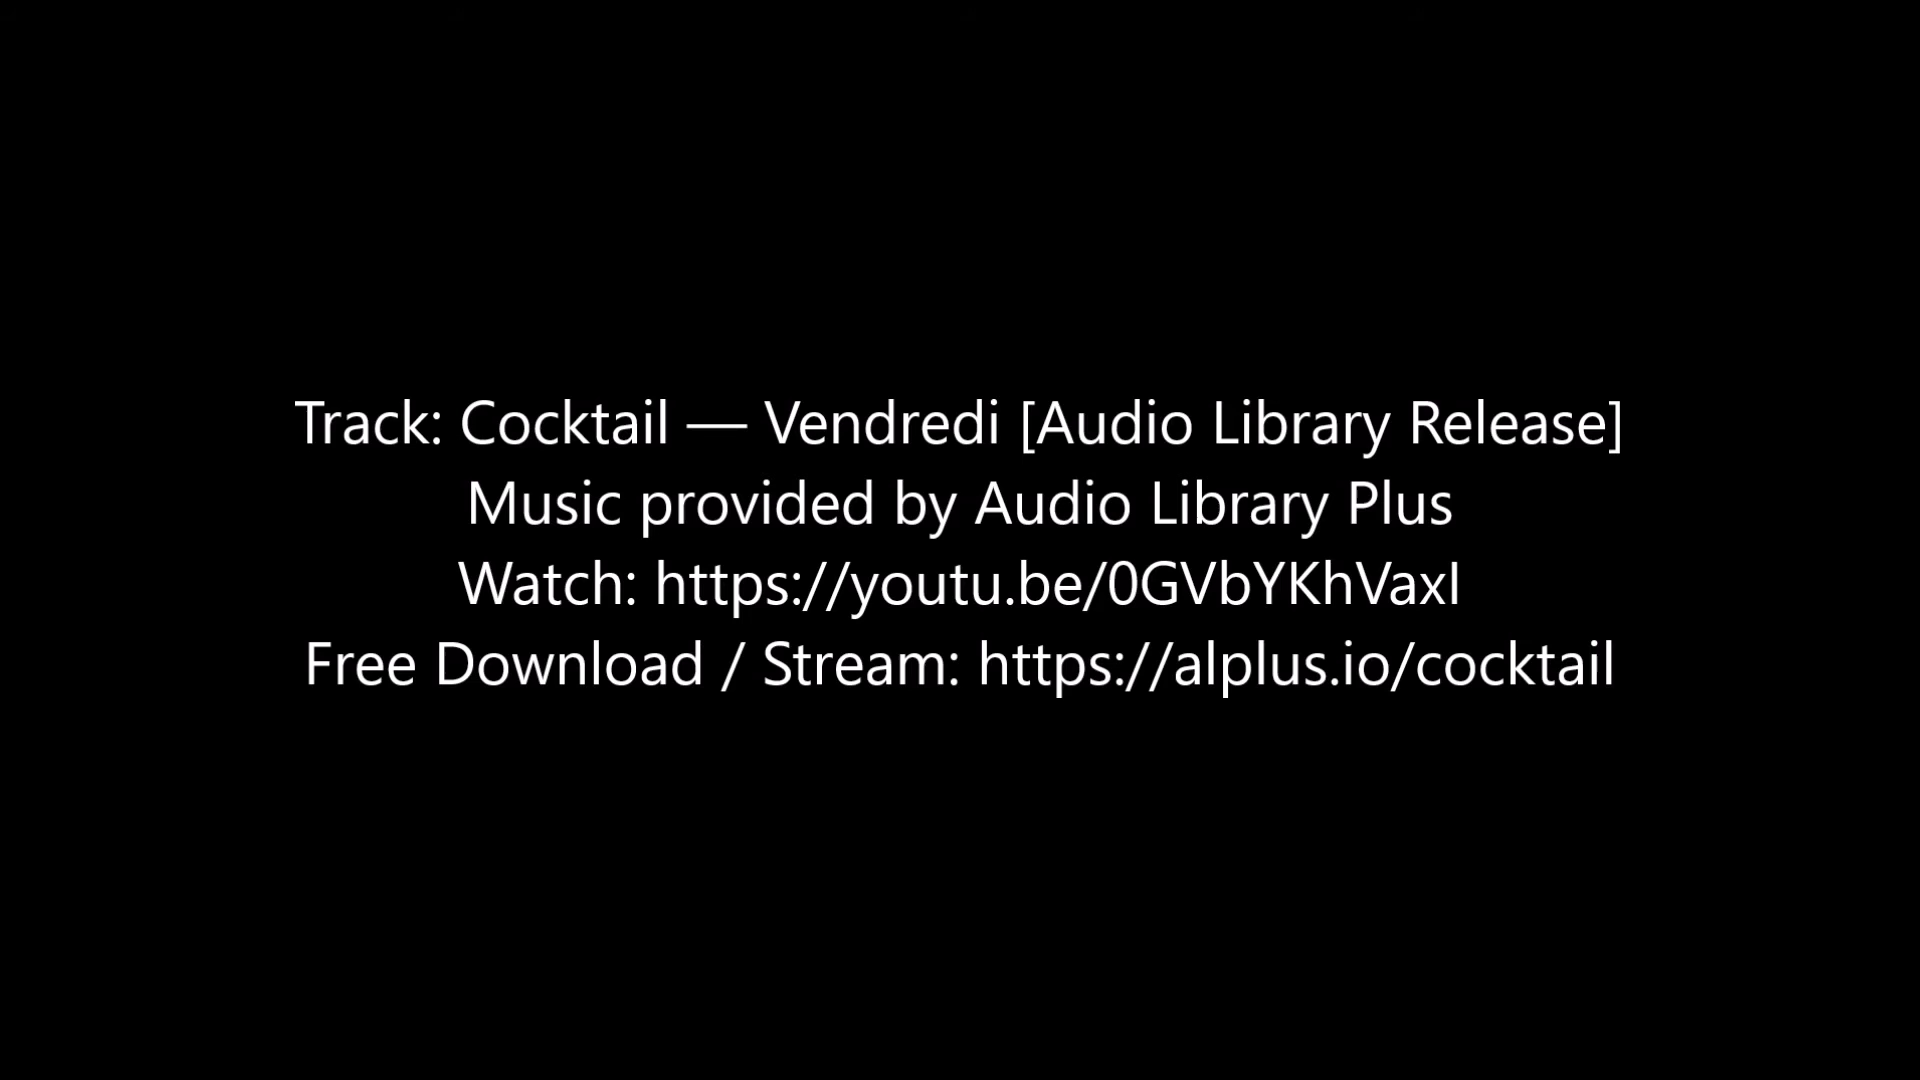 Track: Cocktail — Vendredi [Audio Library Release]
Music provided by Audio Library Plus
Watch: https://youtu.be/0GVbYKhVaxI
Free Download / Stream: https://alplus.io/cocktail